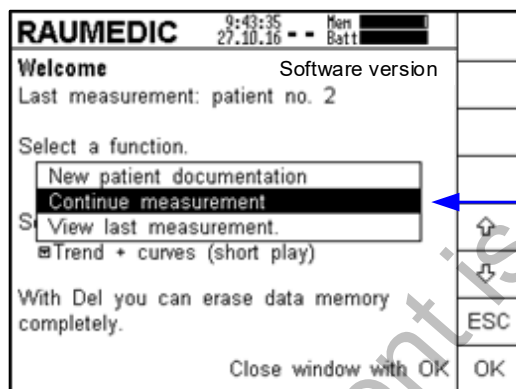 RAUMEDIC 9:43:35 Mem
27.10.16 - - Batt
Welcome Software version
Last measurement: patient no. 2
Select a function.
New patient documentation
Continue measurement
S View last measurement.
Trend + curves (short play)
With Del you can erase data memory
completely.
ESC
Close window with OK OK